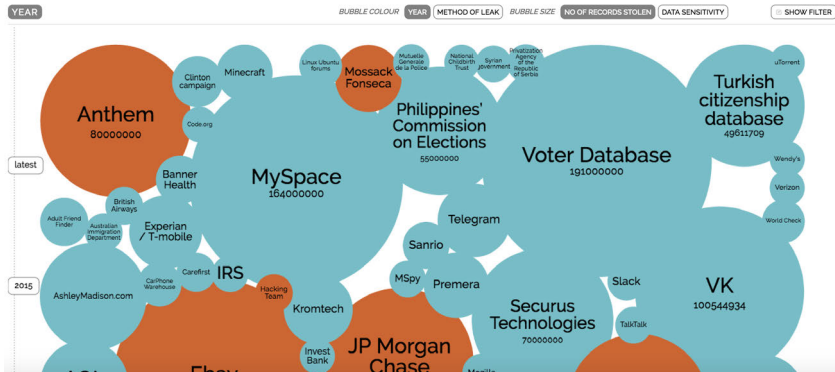 YEAR
BUBBLE COLOUR YEAR METHOD OF LEAK BUBBLE SIZE NO OF RECORDS STOLEN DATA SENSITIVITY SHOW FILTER
latest
2015
Anthem
80000000
Clinton
campaign
Minecraft
Linux Ubuntu
forums
Mossack
Fonseca
Mutuelle
Generale
de la Police
National
Childbirth
Trust
Syrian
government
Privatization
Agency
of the
Republic
of Serbia
uTorrent
Code.org
Philippines'
Commission
on Elections
55000000
Turkish
citizenship
database
49611709
MySpace
164000000
Voter Database
191000000
Banner
Health
Wendy's
Verizon
World Check
British
Airways
Adult Friend
Finder
Australian
Immigration
Department
Experian
/ T-mobile
Telegram
Sanrio
AshleyMadison.com
CarPhone
Warehouse
Carefirst
IRS
Hacking
Team
MSpy
Premera
Slack
VK
100544934
Kromtech
Securus
Technologies
70000000
TalkTalk
Invest
Bank
JP Morgan
Chase
Ebay